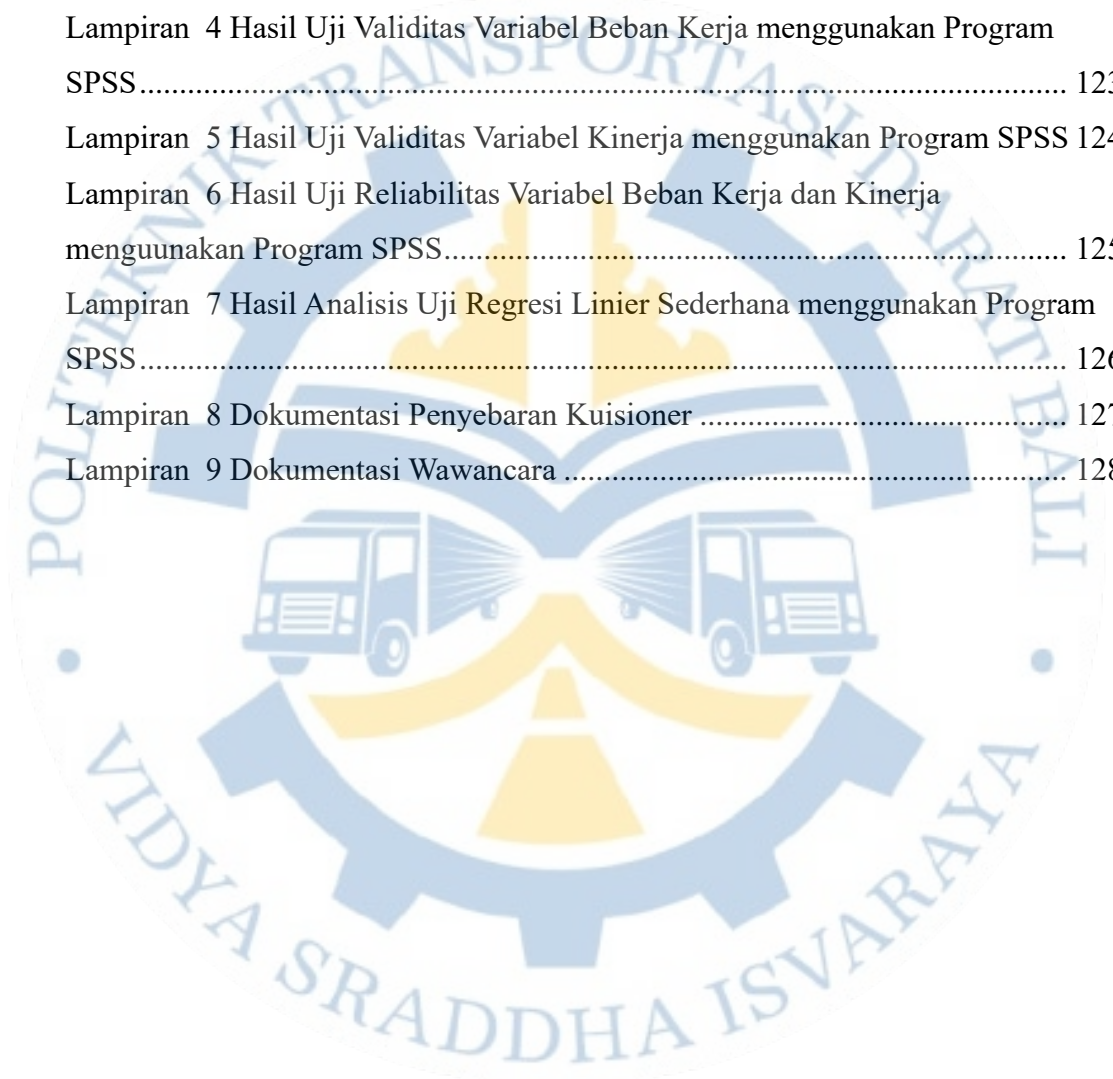 Lampiran 4 Hasil Uji Validitas Variabel Beban Kerja menggunakan Program
SPSS.......................................................................................................... 123
Lampiran 5 Hasil Uji Validitas Variabel Kinerja menggunakan Program SPSS 124
Lampiran 6 Hasil Uji Reliabilitas Variabel Beban Kerja dan Kinerja
menguunakan Program SPSS...................................................................... 125
Lampiran 7 Hasil Analisis Uji Regresi Linier Sederhana menggunakan Program
SPSS.......................................................................................................... 126
Lampiran 8 Dokumentasi Penyebaran Kuisioner .......................................... 127
Lampiran 9 Dokumentasi Wawancara ......................................................... 128
POLITEKNIK TRANSPORTASI DARAT BALI
• VIDYA SRADDHA ISVARAYA •